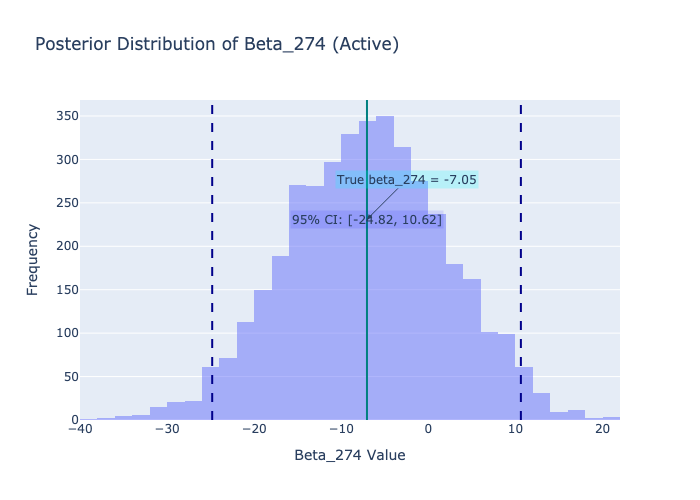 Posterior Distribution of Beta_274 (Active)
350
300
250
200
150
100
50
0
Frequency
True beta_274 = -7.05
95% CI: [-24.82, 10.62]
−40 −30 −20 −10 0 10 20
Beta_274 Value